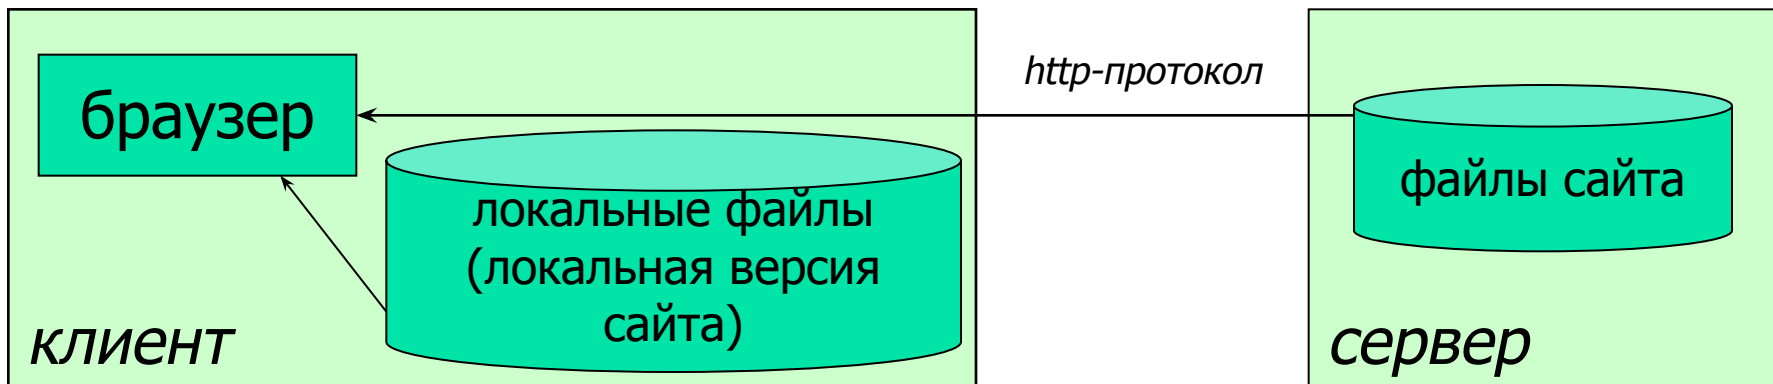 http-протокол
браузер
файлы сайта
локальные файлы
(локальная версия
сайта)
клиент
сервер